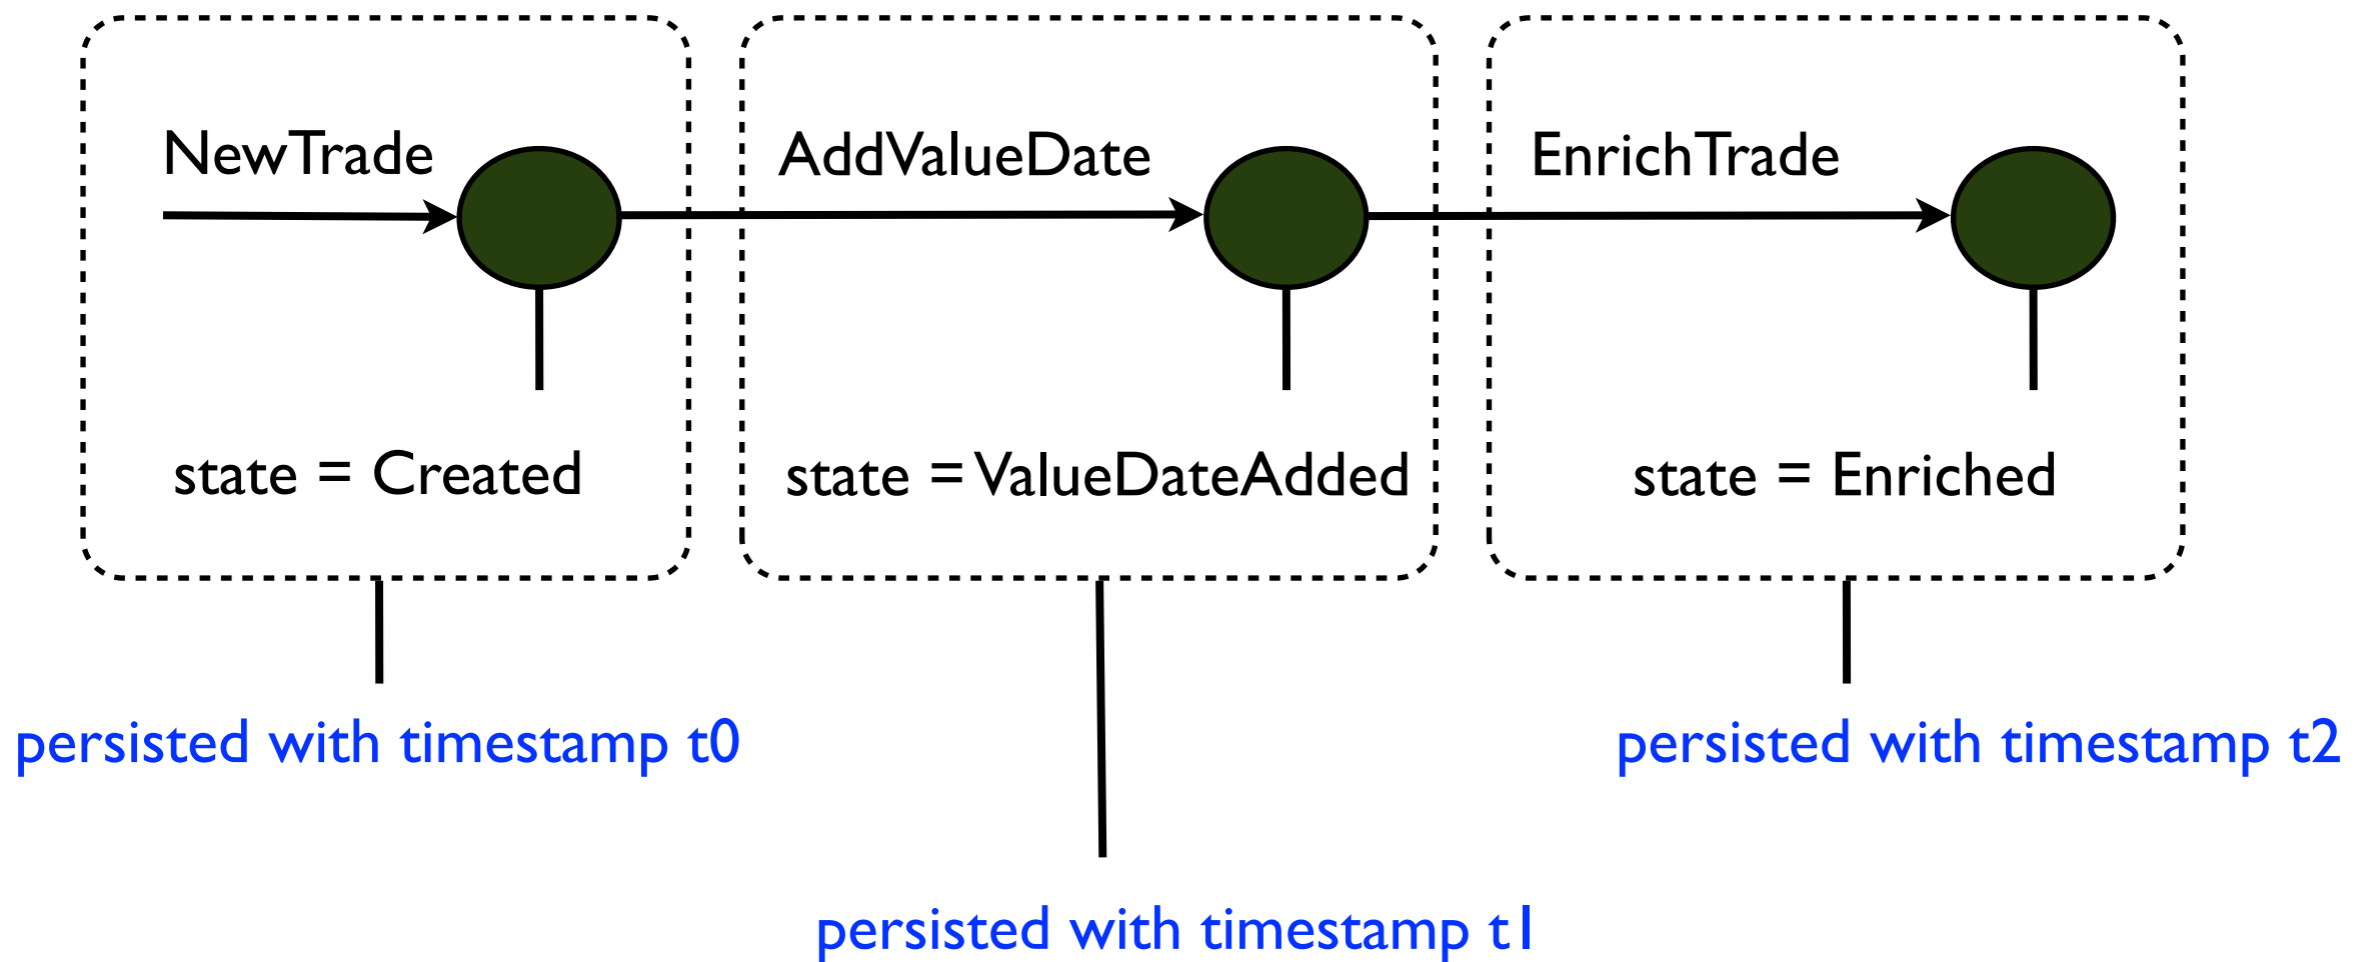 NewTrade
AddValueDate
EnrichTrade
state = Created
state = ValueDateAdded
state = Enriched
persisted with timestamp t0
persisted with timestamp t2
persisted with timestamp t1